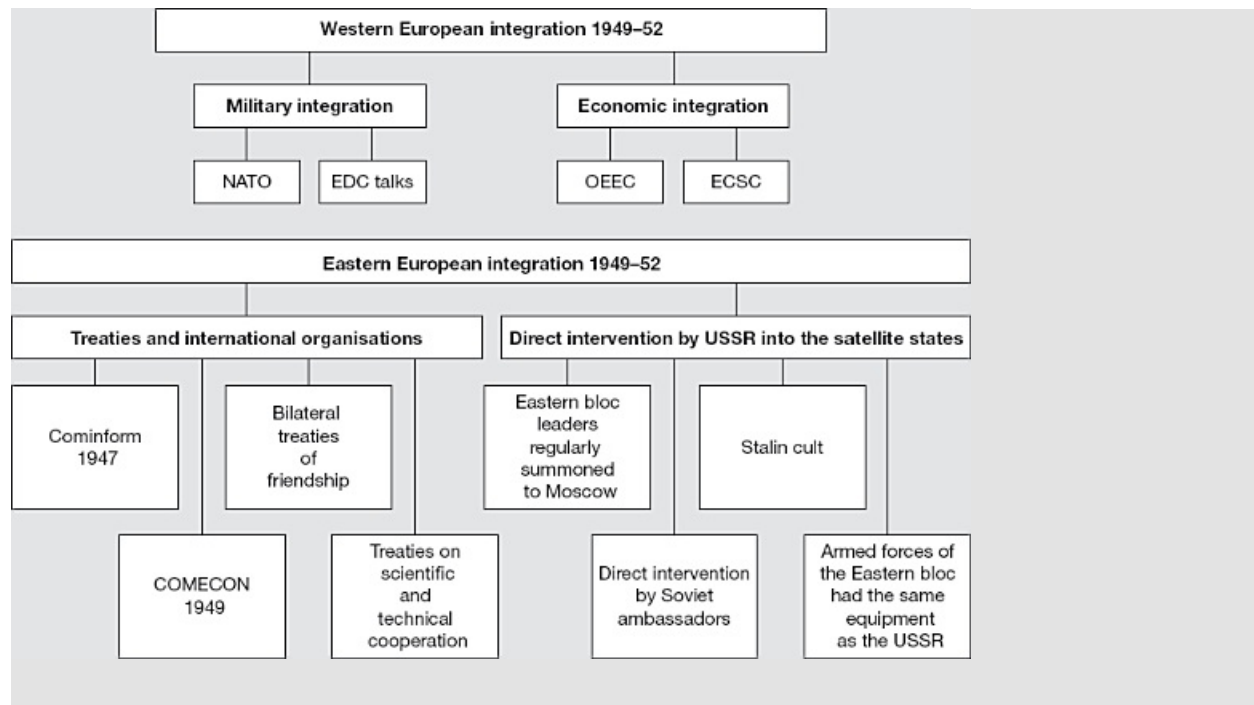 Western European integration 1949–52
Military integration
Economic integration
NATO
EDC talks
OEEC
ECSC
Eastern European integration 1949–52
Treaties and international organisations
Direct intervention by USSR into the satellite states
Cominform
1947
Bilateral
treaties
of
friendship
Eastern bloc
leaders
regularly
summoned
to Moscow
Stalin cult
COMECON
1949
Treaties on
scientific
and
technical
cooperation
Direct intervention
by Soviet
ambassadors
Armed forces of
the Eastern bloc
had the same
equipment
as the USSR